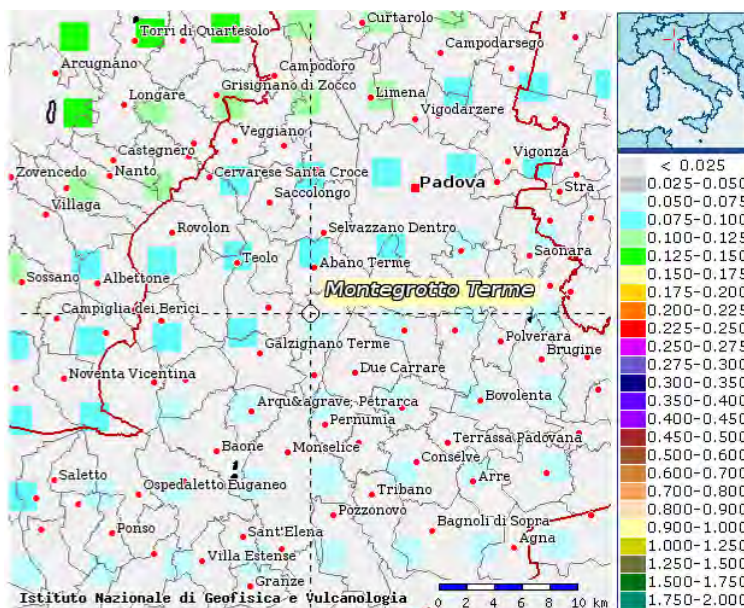 Curtarolo
Torri di Quartesolo
Campodarsego
Arcugnano
Campodoro
Longare
Grisignano di Zocco
Limena
Vigodarzere
Veggiano
Castegnero
Vigonza
Zovencedo
Nanto
Cervarese Santa Croce
Padova
Stra
Saccolongo
Villaga
Rovolon
Selvazzano Dentro
Saonara
Teolo
Abano Terme
Sossano
Albettone
Montegrotto Terme
Campiglia dei Berici
Polverara
Galzignano Terme
Brugine
Noventa Vicentina
Due Carrare
Arqu&agrave; Petrarca
Bovolenta
Pernumia
Baone
Monselice
Terrassa Padovana
Conselve
Saletto
Ospedaletto Euganeo
Tribano
Arre
Pozzonovo
Ponso
Sant'Elena
Bagnoli di Sopra
Villa Estense
Agna
Granze
Istituto Nazionale di Geofisica e Vulcanologia
0 2 4 6 8 10 km
< 0.025
0.025-0.050
0.050-0.075
0.075-0.100
0.100-0.125
0.125-0.150
0.150-0.175
0.175-0.200
0.200-0.225
0.225-0.250
0.250-0.275
0.275-0.300
0.300-0.350
0.350-0.400
0.400-0.450
0.450-0.500
0.500-0.600
0.600-0.700
0.700-0.800
0.800-0.900
0.900-1.000
1.000-1.250
1.250-1.500
1.500-1.750
1.750-2.000